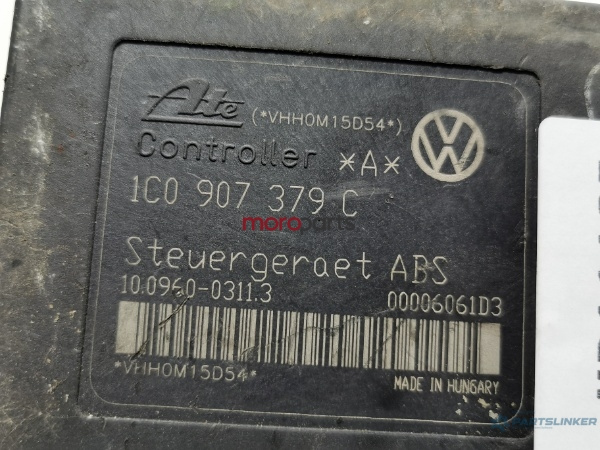 Ate (*VHH0M15D54*)
Controller *A*
VW
1C0 907 379 C
moroparts
Steuergeraet ABS
10.0960-0311.3 00006061D3
*VHH0M15D54*
MADE IN HUNGARY
PARTSLINKER